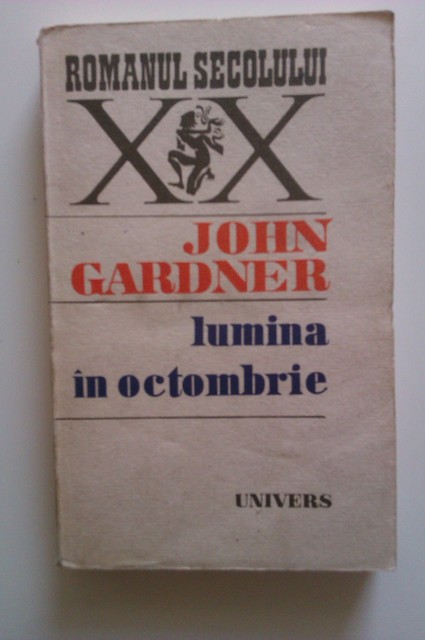 ROMANUL SECOLULUI
XX
JOHN
GARDNER
lumina
în octombrie
UNIVERS